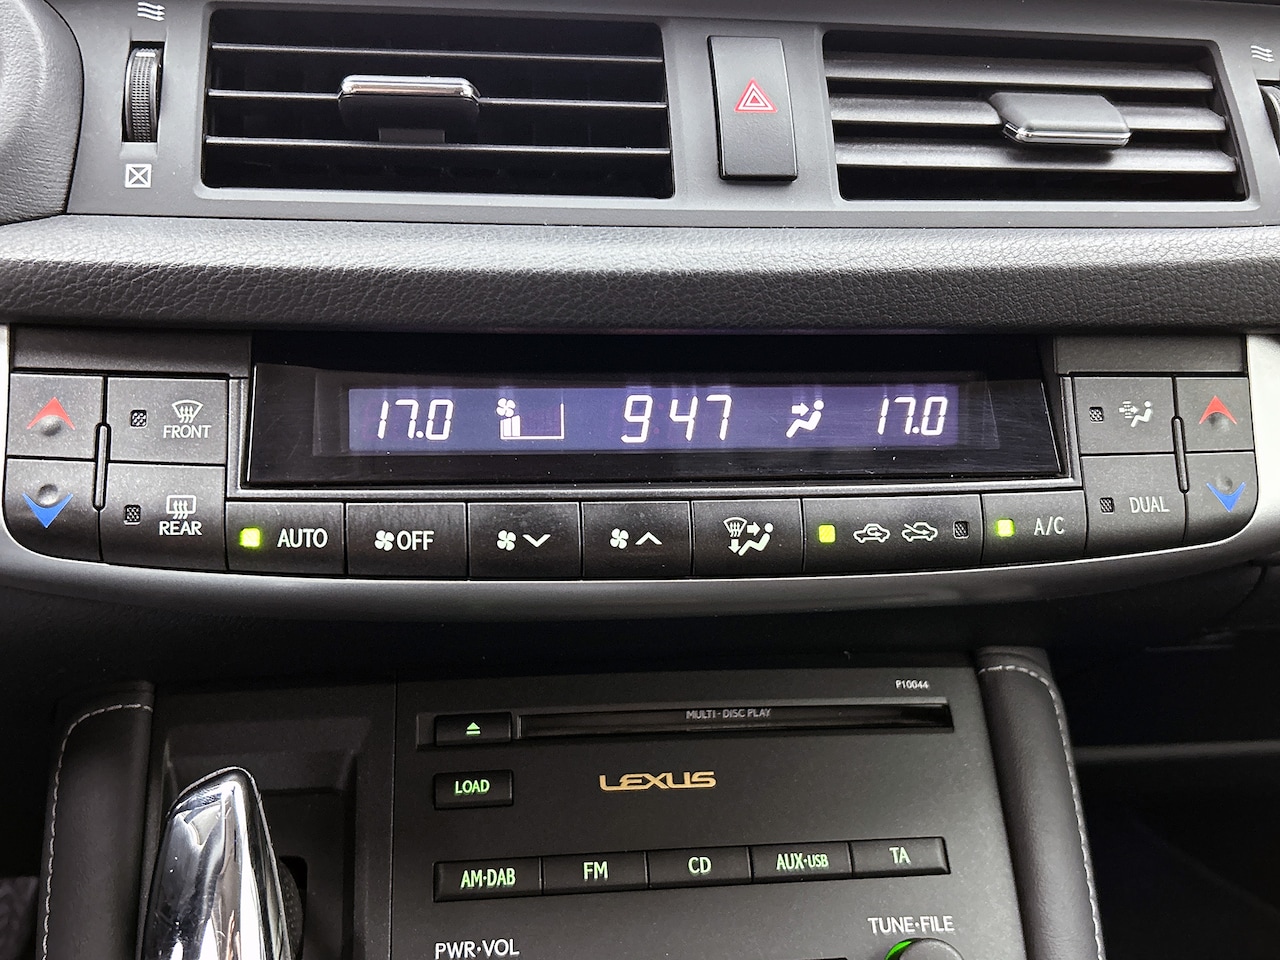 17.0 9 47 17.0
FRONT
REAR
AUTO
OFF
A/C
DUAL
P10044
MULTI-DISC PLAY
LOAD
LEXUS
AM·DAB FM CD AUX·USB TA
PWR·VOL
TUNE·FILE